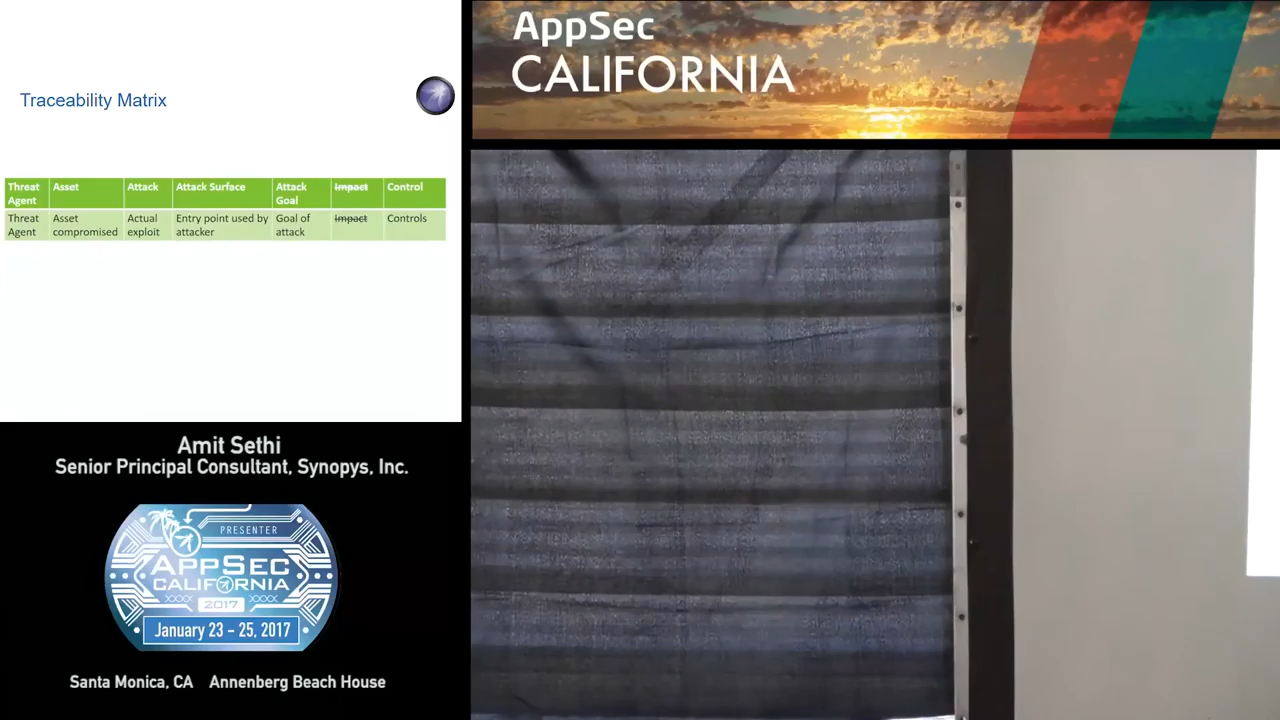 Traceability Matrix
Threat Agent | Asset | Attack | Attack Surface | Attack Goal | Impact | Control
Threat Agent | Asset compromised | Actual exploit | Entry point used by attacker | Goal of attack | Impact | Controls
AppSec
CALIFORNIA
Amit Sethi
Senior Principal Consultant, Synopys, Inc.
PRESENTER
APPSEC
CALIFORNIA
XXXX 2017 XXXX
January 23 - 25, 2017
Santa Monica, CA Annenberg Beach House